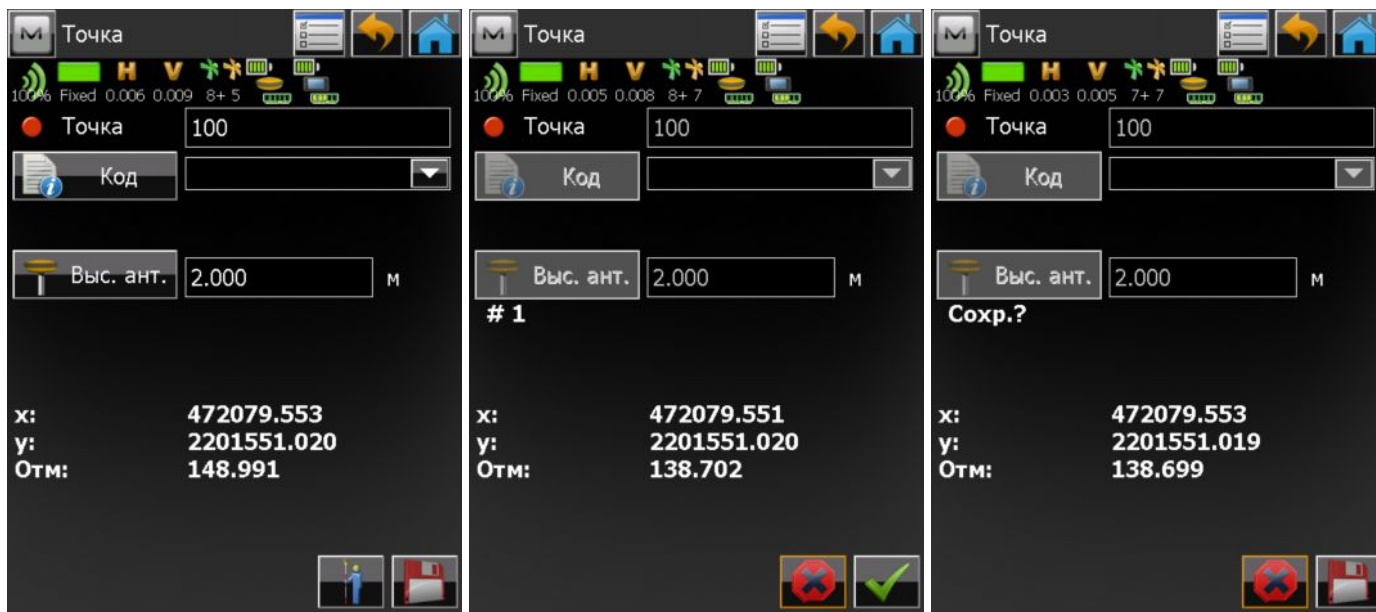 Точка
H V
100% Fixed 0.006 0.009 8+ 5
Точка 100
Код
Выс. ант. 2.000 м
x: 472079.553
y: 2201551.020
Отм: 148.991
Точка
H V
100% Fixed 0.005 0.008 8+ 7
Точка 100
Код
Выс. ант. 2.000 м
# 1
x: 472079.551
y: 2201551.020
Отм: 138.702
Точка
H V
100% Fixed 0.003 0.005 7+ 7
Точка 100
Код
Выс. ант. 2.000 м
Сохр.?
x: 472079.553
y: 2201551.019
Отм: 138.699